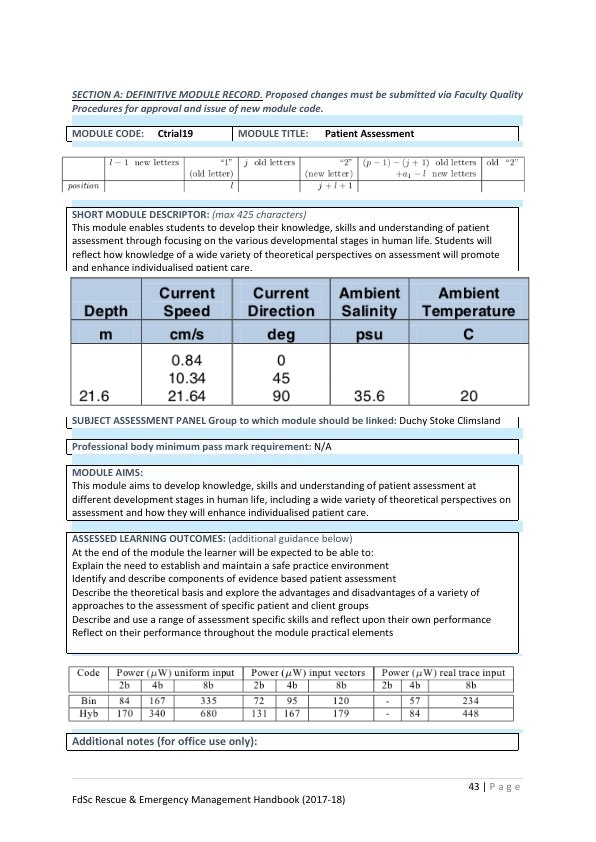 SECTION A: DEFINITIVE MODULE RECORD. Proposed changes must be submitted via Faculty Quality
Procedures for approval and issue of new module code.
MODULE CODE: Ctrial19 MODULE TITLE: Patient Assessment
l − 1 new letters “1” j old letters “2” (p − 1) − (j + 1) old letters old “2”
(old letter) (new letter) +a₁ − l new letters
position l j + l + 1
SHORT MODULE DESCRIPTOR: (max 425 characters)
This module enables students to develop their knowledge, skills and understanding of patient
assessment through focusing on the various developmental stages in human life. Students will
reflect how knowledge of a wide variety of theoretical perspectives on assessment will promote
and enhance individualised patient care.
Current Current Ambient Ambient
Depth Speed Direction Salinity Temperature
m cm/s deg psu C
0.84 0
10.34 45
21.6 21.64 90 35.6 20
SUBJECT ASSESSMENT PANEL Group to which module should be linked: Duchy Stoke Climsland
Professional body minimum pass mark requirement: N/A
MODULE AIMS:
This module aims to develop knowledge, skills and understanding of patient assessment at
different development stages in human life, including a wide variety of theoretical perspectives on
assessment and how they will enhance individualised patient care.
ASSESSED LEARNING OUTCOMES: (additional guidance below)
At the end of the module the learner will be expected to be able to:
Explain the need to establish and maintain a safe practice environment
Identify and describe components of evidence based patient assessment
Describe the theoretical basis and explore the advantages and disadvantages of a variety of
approaches to the assessment of specific patient and client groups
Describe and use a range of assessment specific skills and reflect upon their own performance
Reflect on their performance throughout the module practical elements
Code Power (μW) uniform input Power (μW) input vectors Power (μW) real trace input
2b 4b 8b 2b 4b 8b 2b 4b 8b
Bin 84 167 335 72 95 120 - 57 234
Hyb 170 340 680 131 167 179 - 84 448
Additional notes (for office use only):
43 | Page
FdSc Rescue & Emergency Management Handbook (2017-18)